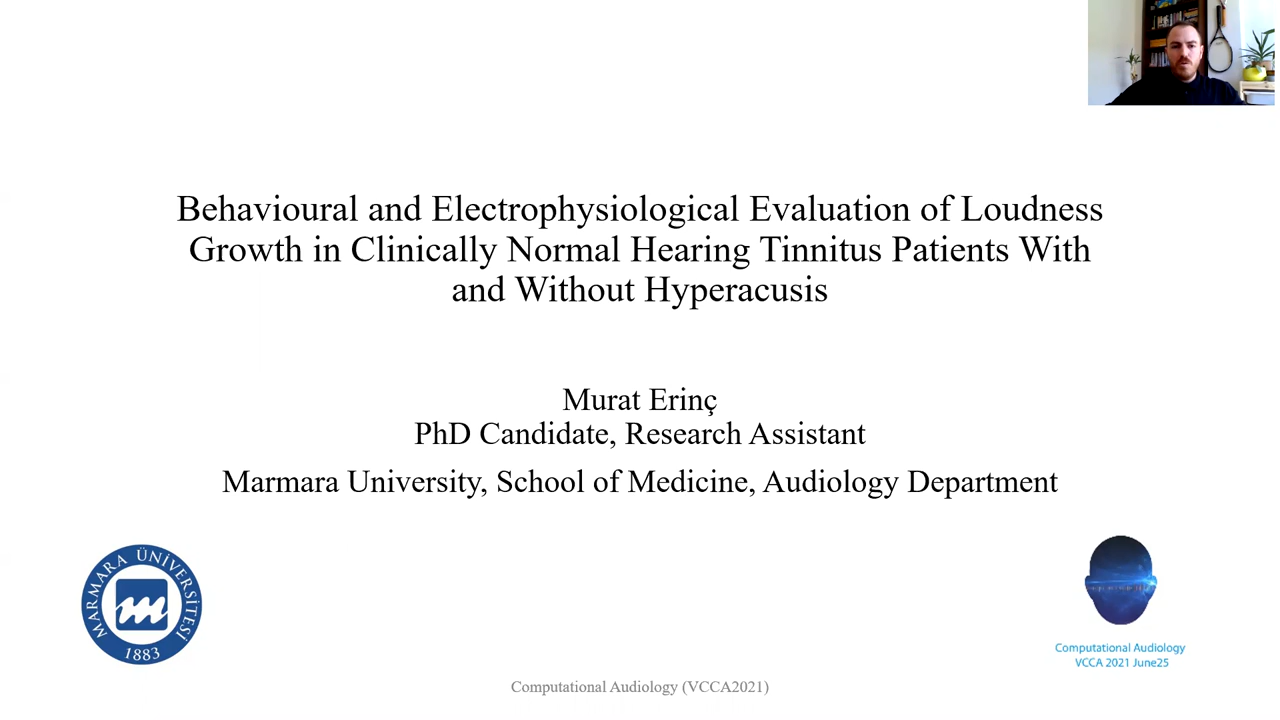 Behavioural and Electrophysiological Evaluation of Loudness
Growth in Clinically Normal Hearing Tinnitus Patients With
and Without Hyperacusis
Murat Erinç
PhD Candidate, Research Assistant
Marmara University, School of Medicine, Audiology Department
MARMARA ÜNİVERSİTESİ
1883
Computational Audiology
VCCA 2021 June25
Computational Audiology (VCCA2021)